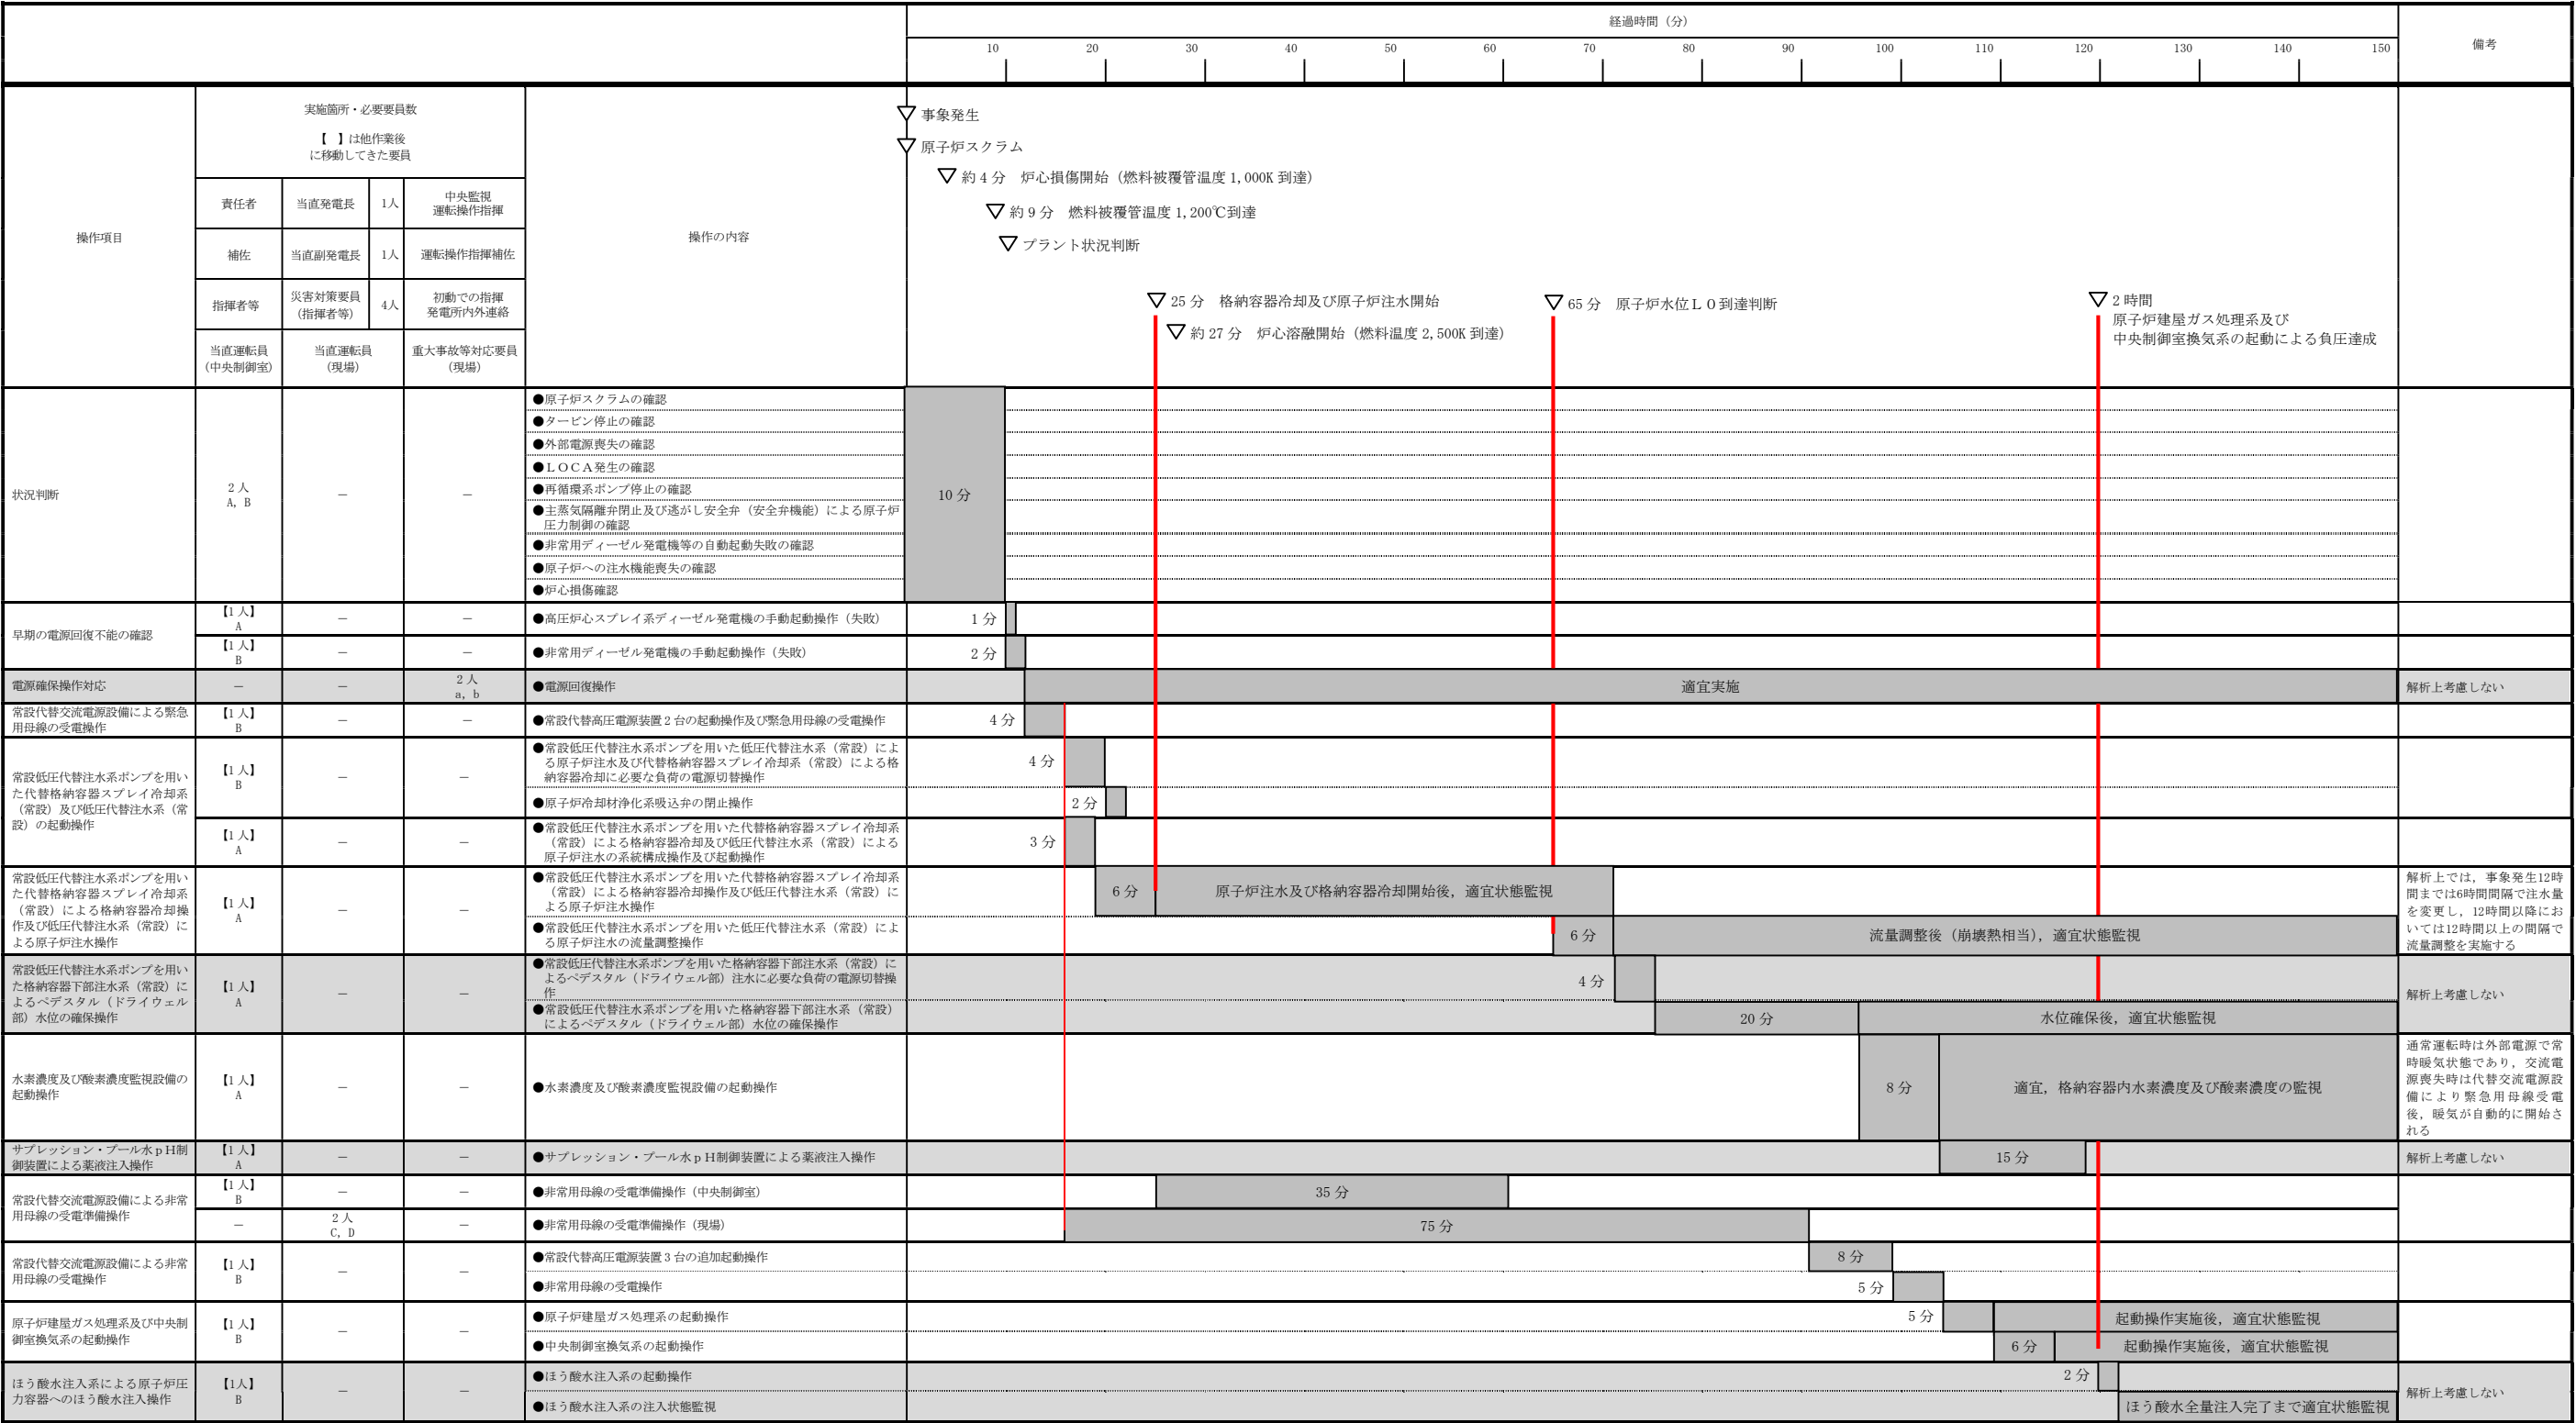 経過時間（分）
備考
10 20 30 40 50 60 70 80 90 100 110 120 130 140 150
操作項目
実施箇所・必要要員数
【　】は他作業後
に移動してきた要員
責任者 当直発電長 1人 中央監視
運転操作指揮
補佐 当直副発電長 1人 運転操作指揮補佐
指揮者等 災害対策要員
（指揮者等） 4人 初動での指揮
発電所内外連絡
当直運転員
（中央制御室）
当直運転員
（現場）
重大事故等対応要員
（現場）
操作の内容
事象発生
原子炉スクラム
約 4 分　炉心損傷開始（燃料被覆管温度 1,000K 到達）
約 9 分　燃料被覆管温度 1,200℃到達
プラント状況判断
25 分　格納容器冷却及び原子炉注水開始
約 27 分　炉心溶融開始（燃料温度 2,500K 到達）
65 分　原子炉水位ＬＯ到達判断
2 時間
原子炉建屋ガス処理系及び
中央制御室換気系の起動による負圧達成
状況判断
2 人
A, B
－
－
●原子炉スクラムの確認
●タービン停止の確認
●外部電源喪失の確認
●ＬＯＣＡ発生の確認
●再循環系ポンプ停止の確認
●主蒸気隔離弁閉止及び逃がし安全弁（安全弁機能）による原子炉
圧力制御の確認
●非常用ディーゼル発電機等の自動起動失敗の確認
●原子炉への注水機能喪失の確認
●炉心損傷確認
10 分
早期の電源回復不能の確認
【1 人】
A
－
－
●高圧炉心スプレイ系ディーゼル発電機の手動起動操作（失敗）
1 分
【1 人】
B
－
－
●非常用ディーゼル発電機の手動起動操作（失敗）
2 分
電源確保操作対応
－
－
2 人
a, b
●電源回復操作
適宜実施
解析上考慮しない
常設代替交流電源設備による緊急
用母線の受電操作
【1 人】
B
－
－
●常設代替高圧電源装置２台の起動操作及び緊急用母線の受電操作
4 分
常設低圧代替注水系ポンプを用い
た代替格納容器スプレイ冷却系
（常設）及び低圧代替注水系（常
設）の起動操作
【1 人】
B
－
－
●常設低圧代替注水系ポンプを用いた低圧代替注水系（常設）によ
る原子炉注水及び代替格納容器スプレイ冷却系（常設）による格
納容器冷却に必要な負荷の電源切替操作
4 分
●原子炉冷却材浄化系吸込弁の閉止操作
2 分
【1 人】
A
－
－
●常設低圧代替注水系ポンプを用いた代替格納容器スプレイ冷却系
（常設）による格納容器冷却及び低圧代替注水系（常設）による
原子炉注水の系統構成操作及び起動操作
3 分
常設低圧代替注水系ポンプを用い
た代替格納容器スプレイ冷却系
（常設）による格納容器冷却操
作及び低圧代替注水系（常設）に
よる原子炉注水操作
【1 人】
A
－
－
●常設低圧代替注水系ポンプを用いた代替格納容器スプレイ冷却系
（常設）による格納容器冷却操作及び低圧代替注水系（常設）に
よる原子炉注水操作
6 分
原子炉注水及び格納容器冷却開始後，適宜状態監視
●常設低圧代替注水系ポンプを用いた低圧代替注水系（常設）によ
る原子炉注水の流量調整操作
6 分
流量調整後（崩壊熱相当），適宜状態監視
解析上では，事象発生12時
間までは6時間間隔で注水量
を変更し，12時間以降にお
いては12時間以上の間隔で
流量調整を実施する
常設低圧代替注水系ポンプを用い
た格納容器下部注水系（常設）に
よるペデスタル（ドライウェル
部）水位の確保操作
【1 人】
A
－
－
●常設低圧代替注水系ポンプを用いた格納容器下部注水系（常設）に
よるペデスタル（ドライウェル部）注水に必要な負荷の電源切替操
作
4 分
●常設低圧代替注水系ポンプを用いた格納容器下部注水系（常設）
によるペデスタル（ドライウェル部）水位の確保操作
20 分
水位確保後，適宜状態監視
解析上考慮しない
水素濃度及び酸素濃度監視設備の
起動操作
【1 人】
A
－
－
●水素濃度及び酸素濃度監視設備の起動操作
8 分
適宜，格納容器内水素濃度及び酸素濃度の監視
通常運転時は外部電源で常
時暖気状態であり，交流電
源喪失時は代替交流電源設
備により緊急用母線受電
後，暖気が自動的に開始さ
れる
サプレッション・プール水ｐＨ制
御装置による薬液注入操作
【1 人】
A
－
－
●サプレッション・プール水ｐＨ制御装置による薬液注入操作
15 分
解析上考慮しない
常設代替交流電源設備による非常
用母線の受電準備操作
【1 人】
B
－
－
●非常用母線の受電準備操作（中央制御室）
35 分
－
2 人
C, D
－
●非常用母線の受電準備操作（現場）
75 分
常設代替交流電源設備による非常
用母線の受電操作
【1 人】
B
－
－
●常設代替高圧電源装置３台の追加起動操作
8 分
●非常用母線の受電操作
5 分
原子炉建屋ガス処理系及び中央制
御室換気系の起動操作
【1 人】
B
－
－
●原子炉建屋ガス処理系の起動操作
5 分
起動操作実施後，適宜状態監視
●中央制御室換気系の起動操作
6 分
起動操作実施後，適宜状態監視
ほう酸水注入系による原子炉圧
力容器へのほう酸水注入操作
【1人】
B
－
－
●ほう酸水注入系の起動操作
2 分
●ほう酸水注入系の注入状態監視
ほう酸水全量注入完了まで適宜状態監視
解析上考慮しない